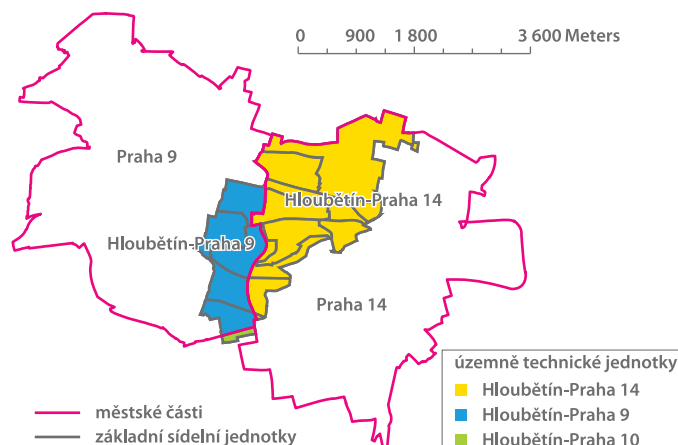 0 900 1 800 3 600 Meters
Praha 9
Hloubětín-Praha 14
Hloubětín-Praha 9
Praha 14
územně technické jednotky
Hloubětín-Praha 14
Hloubětín-Praha 9
Hloubětín-Praha 10
městské části
základní sídelní jednotky